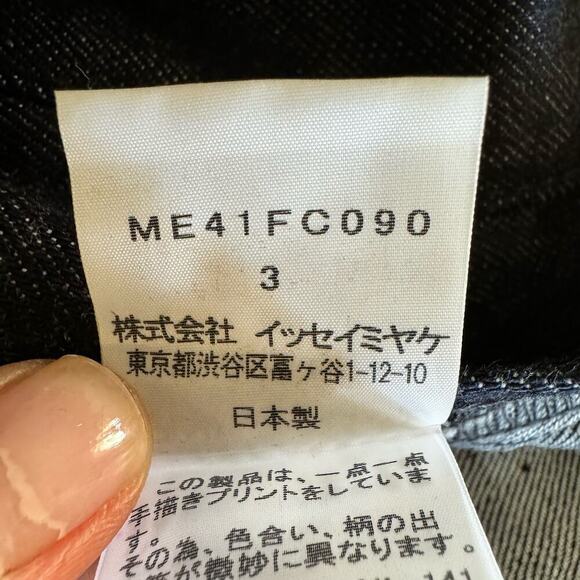 ME41FC090
3
株式会社 イッセイミヤケ
東京都渋谷区富ヶ谷1-12-10
日本製
この製品は、一点一点
手描きプリントをしていま
す。
その為、色合い、柄の出
が微妙に異なります。